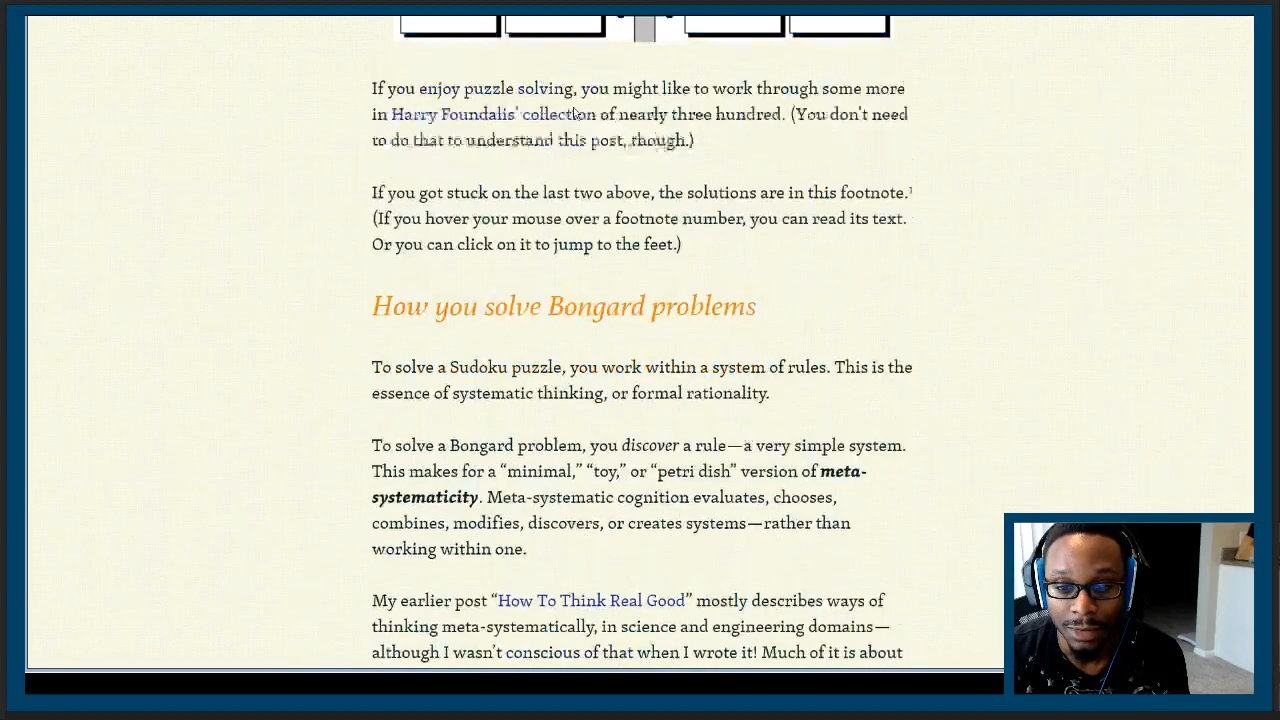 If you enjoy puzzle solving, you might like to work through some more
in Harry Foundalis' collection of nearly three hundred. (You don't need
to do that to understand this post, though.)
If you got stuck on the last two above, the solutions are in this footnote.¹
(If you hover your mouse over a footnote number, you can read its text.
Or you can click on it to jump to the feet.)
How you solve Bongard problems
To solve a Sudoku puzzle, you work within a system of rules. This is the
essence of systematic thinking, or formal rationality.
To solve a Bongard problem, you discover a rule—a very simple system.
This makes for a “minimal,” “toy,” or “petri dish” version of meta-
systematicity. Meta-systematic cognition evaluates, chooses,
combines, modifies, discovers, or creates systems—rather than
working within one.
My earlier post “How To Think Real Good” mostly describes ways of
thinking meta-systematically, in science and engineering domains—
although I wasn’t conscious of that when I wrote it! Much of it is about